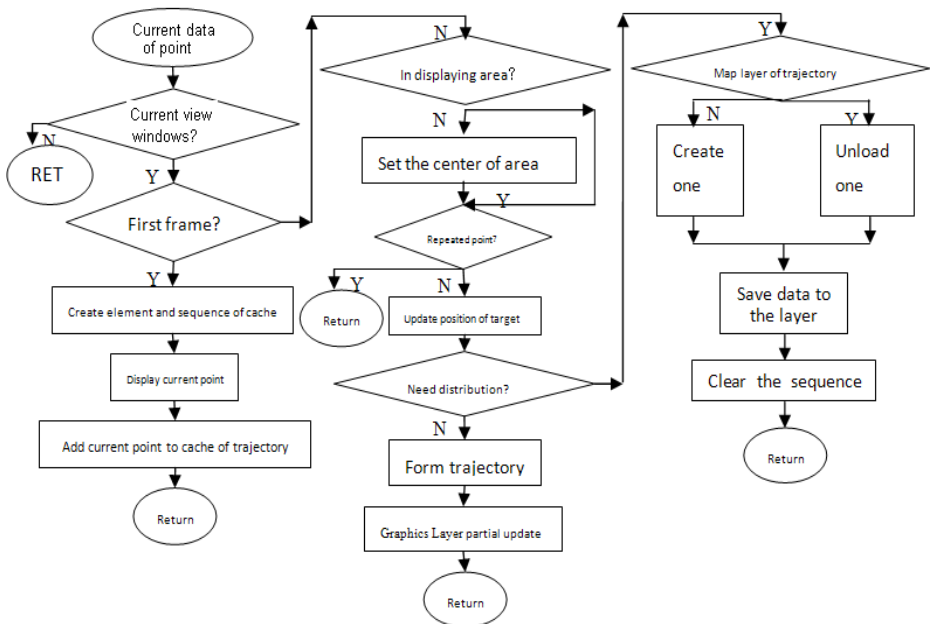 Current data
of point
Current view
windows?
N
RET
Y
First frame?
Y
Create element and sequence of cache
Display current point
Add current point to cache of trajectory
Return
N
In displaying area?
N
Set the center of area
Y
Repeated point?
Y
Return
N
Update position of target
Need distribution?
N
Form trajectory
Graphics Layer partial update
Return
Y
Map layer of trajectory
N
Create
one
Y
Unload
one
Save data to
the layer
Clear the sequence
Return